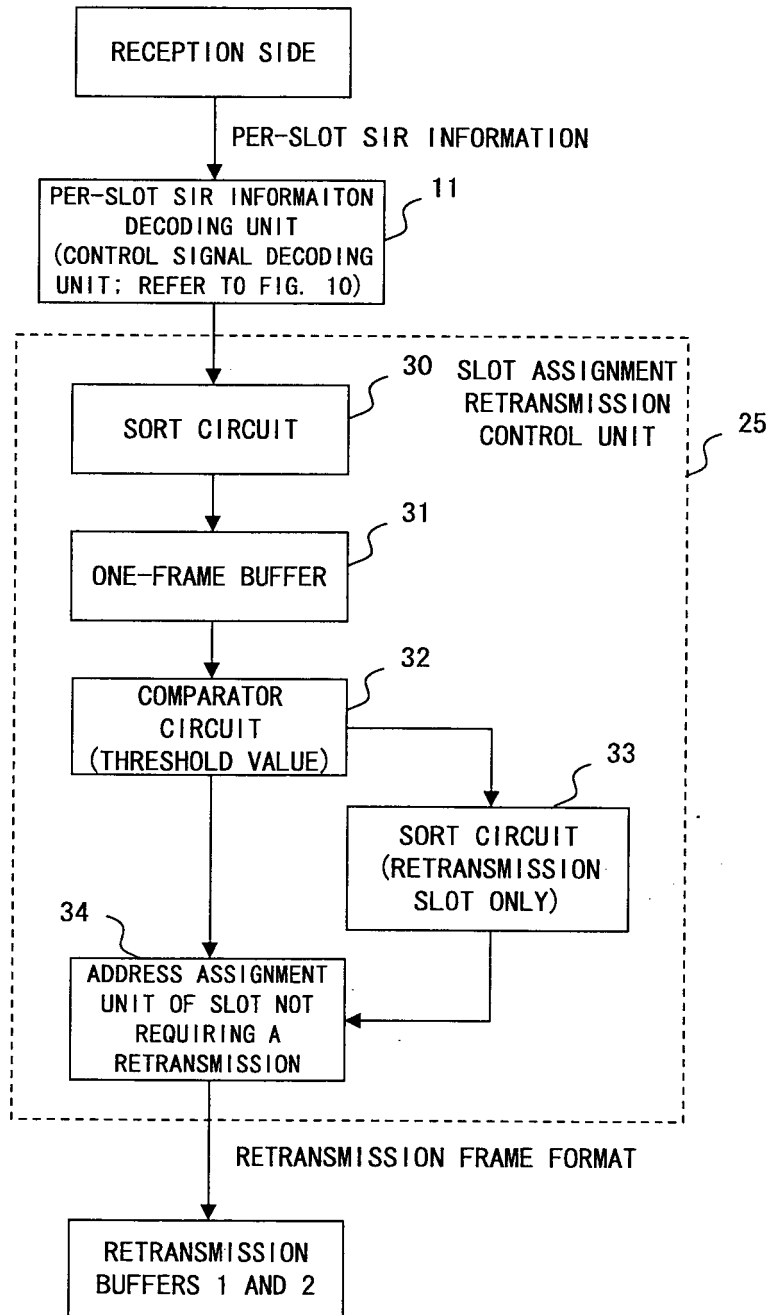 RECEPTION SIDE
PER-SLOT SIR INFORMATION
11
PER-SLOT SIR INFORMAITON
DECODING UNIT
(CONTROL SIGNAL DECODING
UNIT; REFER TO FIG. 10)
30
SLOT ASSIGNMENT
RETRANSMISSION
CONTROL UNIT
25
SORT CIRCUIT
31
ONE-FRAME BUFFER
32
COMPARATOR
CIRCUIT
(THRESHOLD VALUE)
33
SORT CIRCUIT
(RETRANSMISSION
SLOT ONLY)
34
ADDRESS ASSIGNMENT
UNIT OF SLOT NOT
REQUIRING A
RETRANSMISSION
RETRANSMISSION FRAME FORMAT
RETRANSMISSION
BUFFERS 1 AND 2